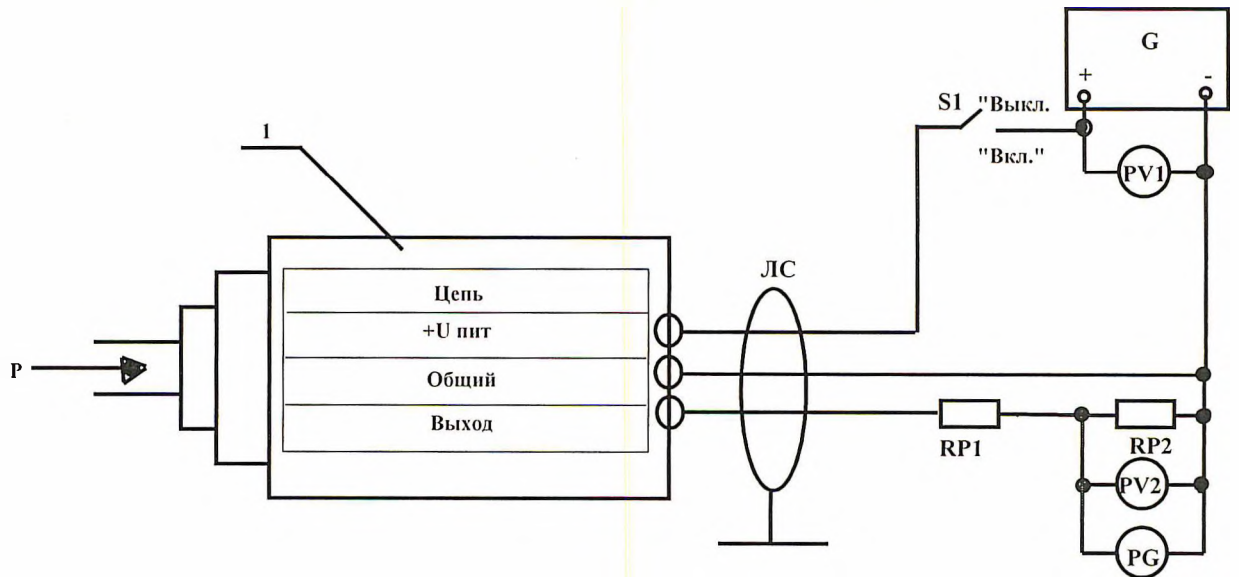 G
+ -
S1 "Выкл.
"Вкл."
PV1
1
ЛС
Цепь
+U пит
Общий
Выход
P
RP1
RP2
PV2
PG